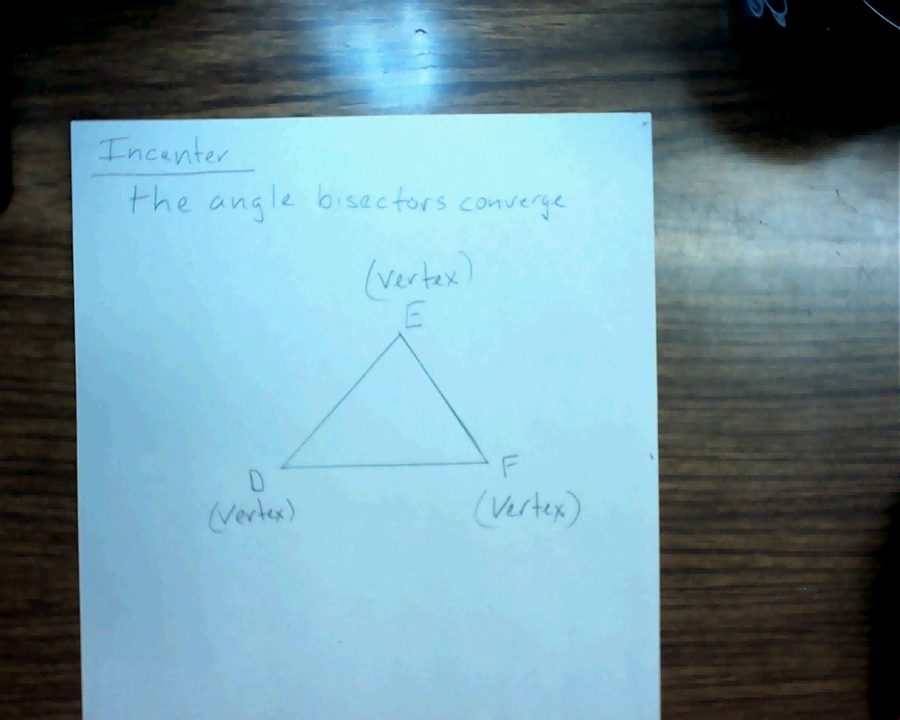 Incenter
the angle bisectors converge
(vertex)
E
D
F
(vertex)
(vertex)